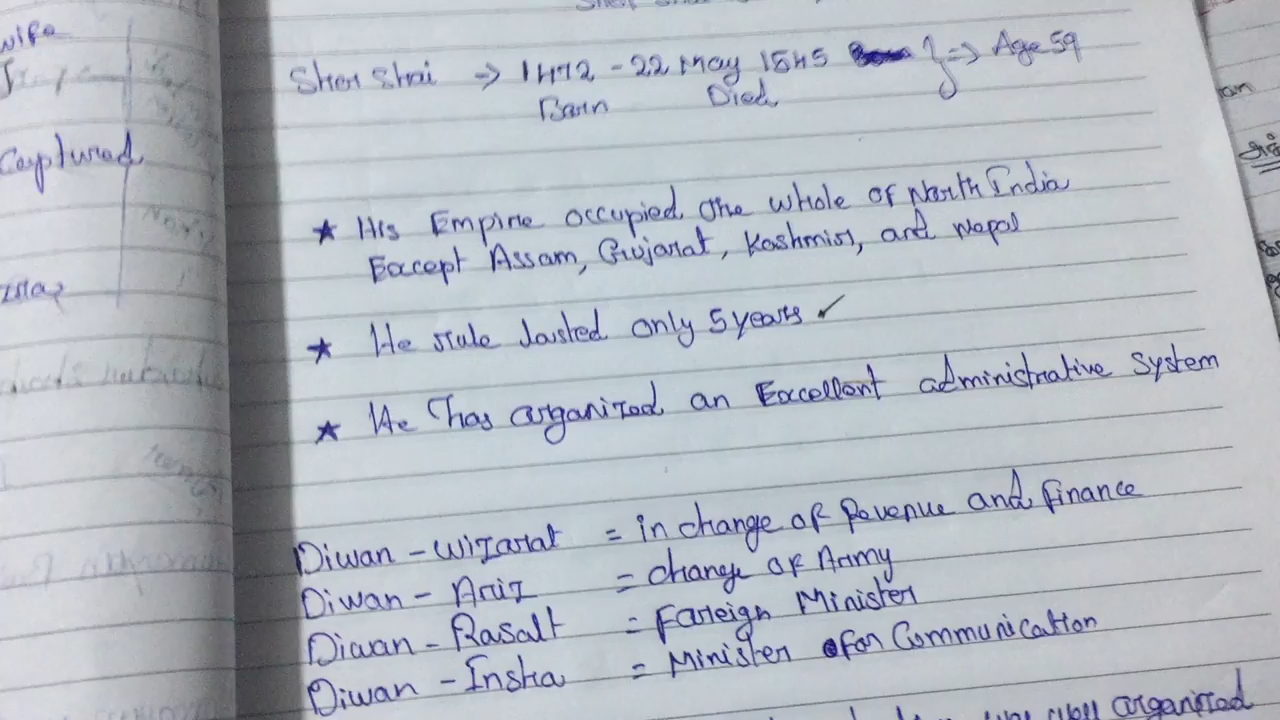 wife
Captured
Sher Shai => 1472 - 22 May 1545 } => Age 59
Born Died
★ His Empire occupied the whole of North India
Except Assam, Gujarat, Kashmir, and Nepal
★ He rule lasted only 5 years ✓
★ He has organized an Excellent administrative System
Diwan - Wizarat = in charge of Revenue and Finance
Diwan - Ariz = charge of Army
Diwan - Rasalt = Foreign Minister
Diwan - Insha = Minister for Communication
well organized